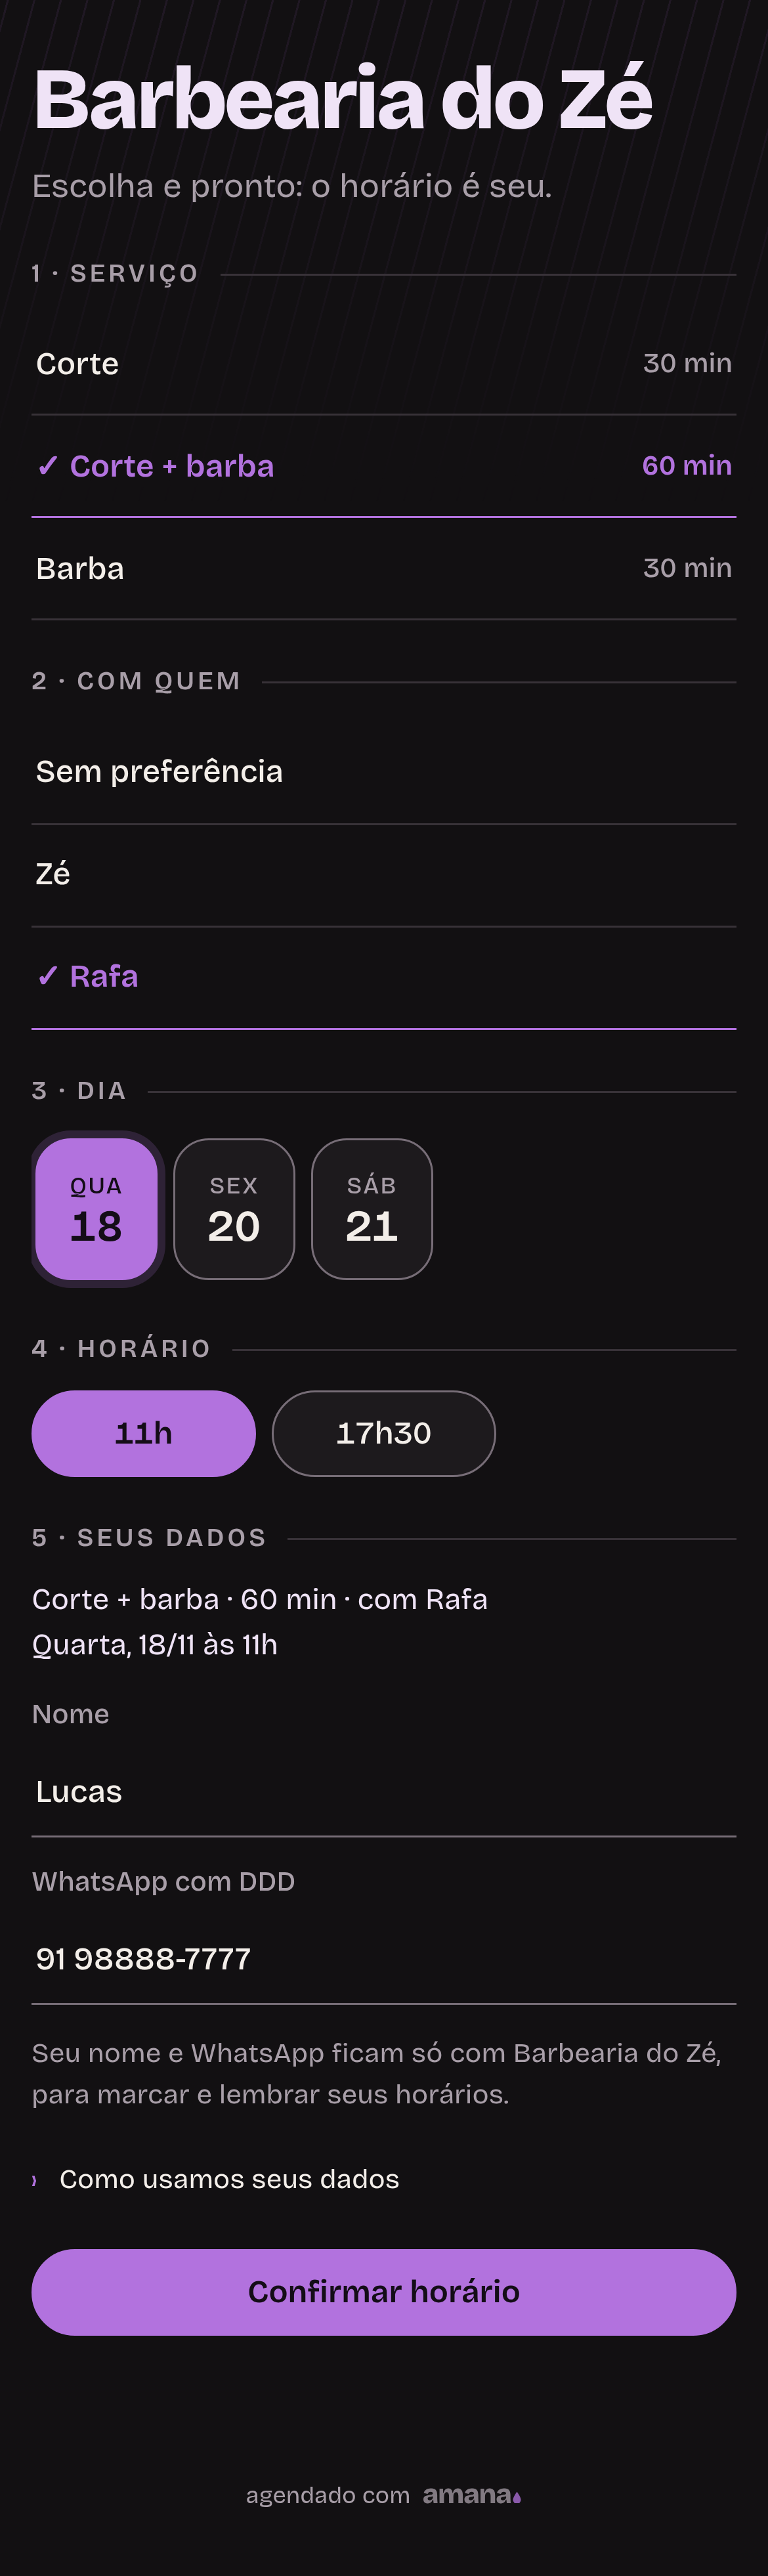 Barbearia do Zé
Escolha e pronto: o horário é seu.
1 · SERVIÇO
Corte 30 min
✓ Corte + barba 60 min
Barba 30 min
2 · COM QUEM
Sem preferência
Zé
✓ Rafa
3 · DIA
QUA SEX SÁB
18 20 21
4 · HORÁRIO
11h 17h30
5 · SEUS DADOS
Corte + barba · 60 min · com Rafa
Quarta, 18/11 às 11h
Nome
Lucas
WhatsApp com DDD
91 98888-7777
Seu nome e WhatsApp ficam só com Barbearia do Zé,
para marcar e lembrar seus horários.
› Como usamos seus dados
Confirmar horário
agendado com amana